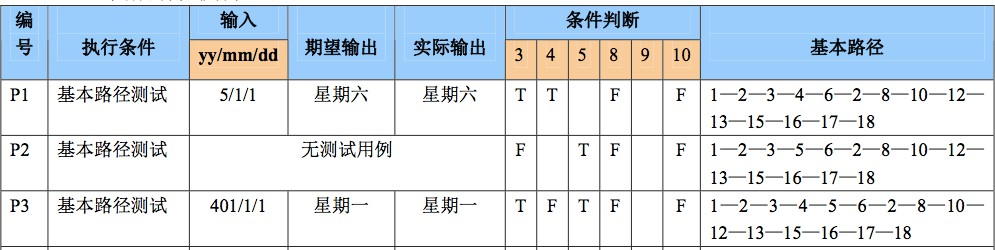 编号 执行条件 输入 期望输出 实际输出 条件判断 基本路径
yy/mm/dd 3 4 5 8 9 10
P1 基本路径测试 5/1/1 星期六 星期六 T T F F 1—2—3—4—6—2—8—10—12—
13—15—16—17—18
P2 基本路径测试 无测试用例 F T F F 1—2—3—5—6—2—8—10—12—
13—15—16—17—18
P3 基本路径测试 401/1/1 星期一 星期一 T F T F F 1—2—3—4—5—6—2—8—10—
12—13—15—16—17—18